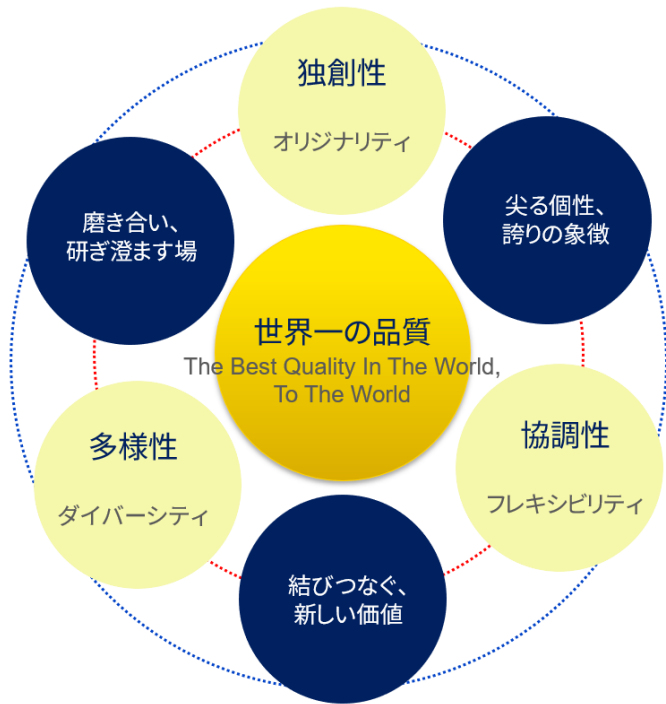 独創性
オリジナリティ
尖る個性、
誇りの象徴
磨き合い、
研ぎ澄ます場
世界一の品質
The Best Quality In The World,
To The World
協調性
フレキシビリティ
多様性
ダイバーシティ
結びつなぐ、
新しい価値